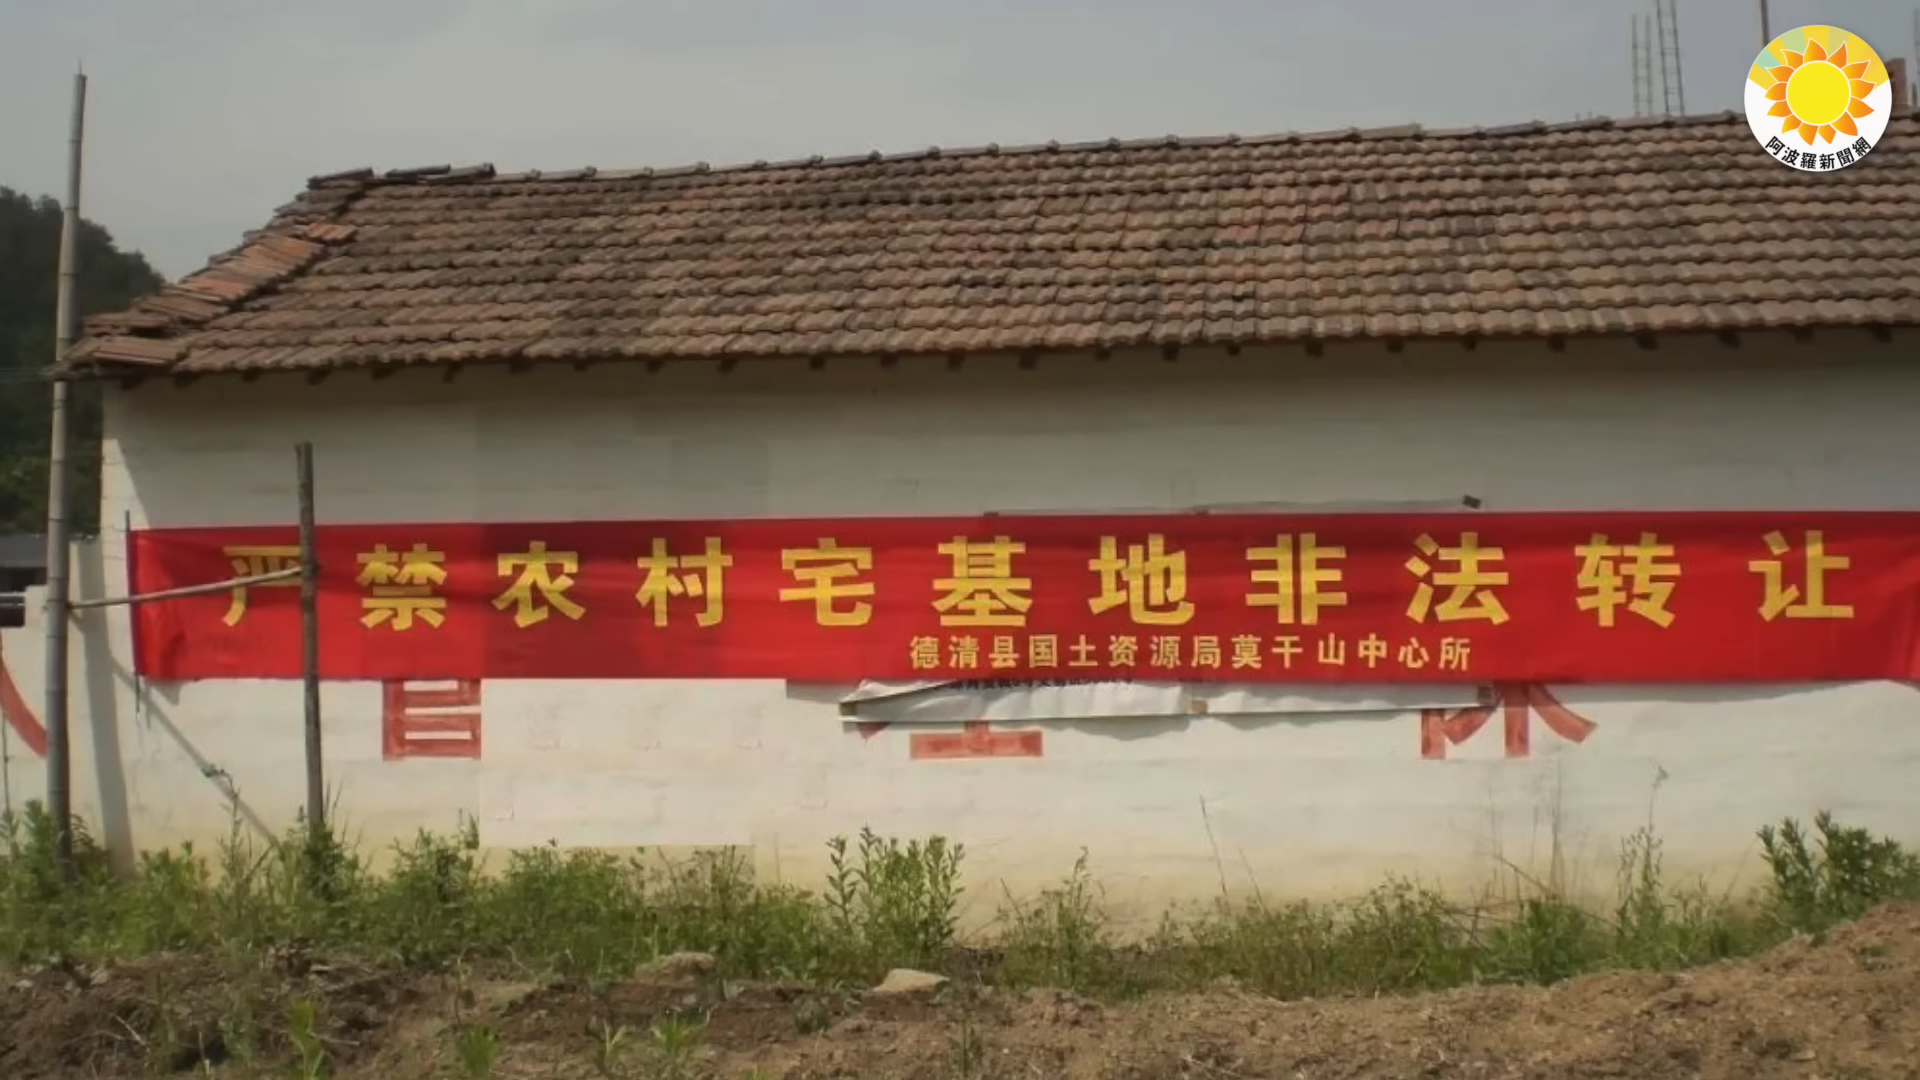 阿波羅新聞網
严禁农村宅基地非法转让
德清县国土资源局莫干山中心所